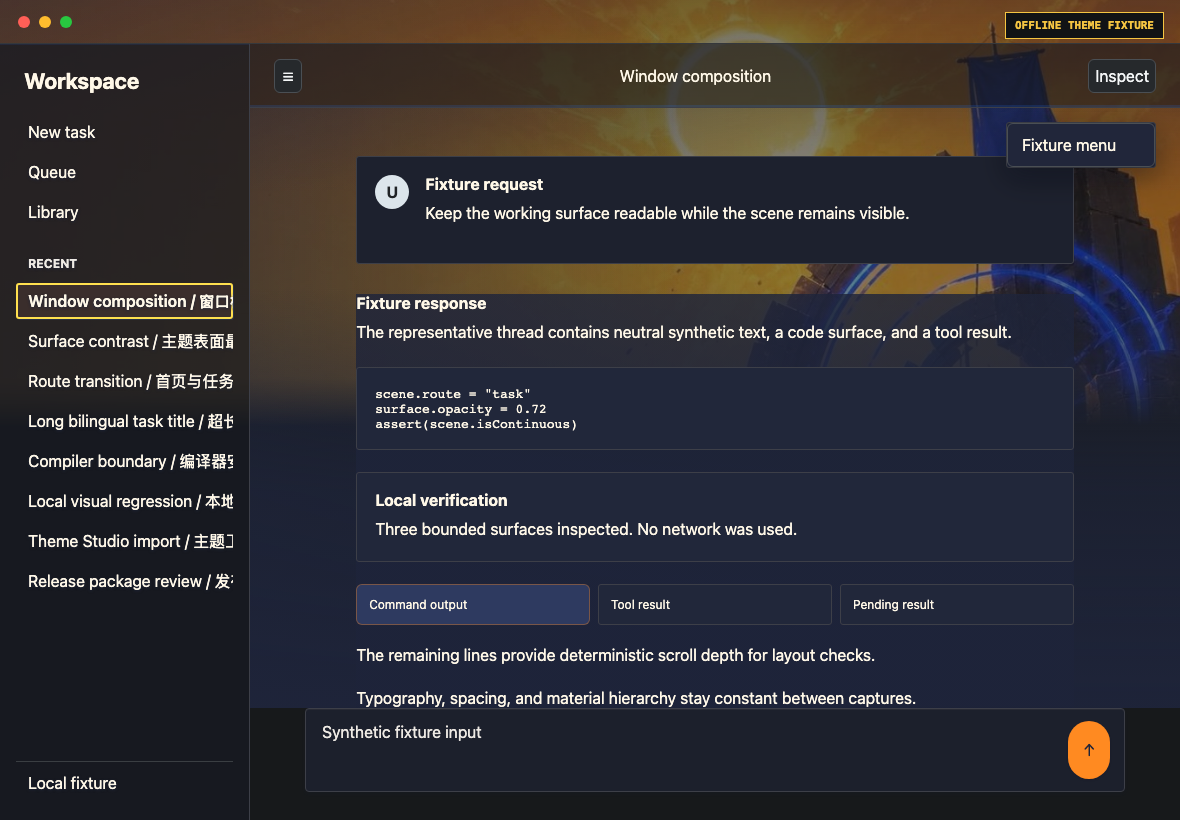 OFFLINE THEME FIXTURE
Workspace
New task
Queue
Library
RECENT
Window composition / 窗口
Surface contrast / 主题表面
Route transition / 首页与任务
Long bilingual task title / 超长
Compiler boundary / 编译器
Local visual regression / 本地
Theme Studio import / 主题
Release package review / 发
Local fixture
Window composition
Inspect
Fixture menu
U
Fixture request
Keep the working surface readable while the scene remains visible.
Fixture response
The representative thread contains neutral synthetic text, a code surface, and a tool result.
scene.route = "task"
surface.opacity = 0.72
assert(scene.isContinuous)
Local verification
Three bounded surfaces inspected. No network was used.
Command output
Tool result
Pending result
The remaining lines provide deterministic scroll depth for layout checks.
Typography, spacing, and material hierarchy stay constant between captures.
Synthetic fixture input